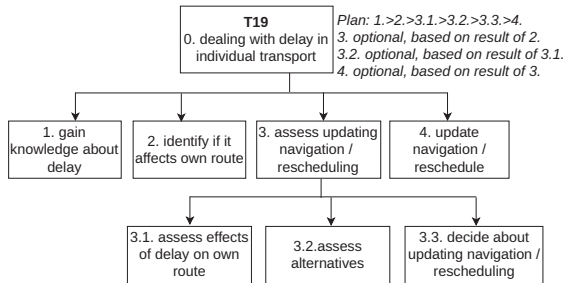 T19
0. dealing with delay in
individual transport
Plan: 1.>2.>3.1.>3.2.>3.3.>4.
3. optional, based on result of 2.
3.2. optional, based on result of 3.1.
4. optional, based on result of 3.
1. gain
knowledge about
delay
2. identify if it
affects own route
3. assess updating
navigation /
rescheduling
4. update
navigation /
reschedule
3.1. assess effects
of delay on own
route
3.2.assess
alternatives
3.3. decide about
updating navigation /
rescheduling